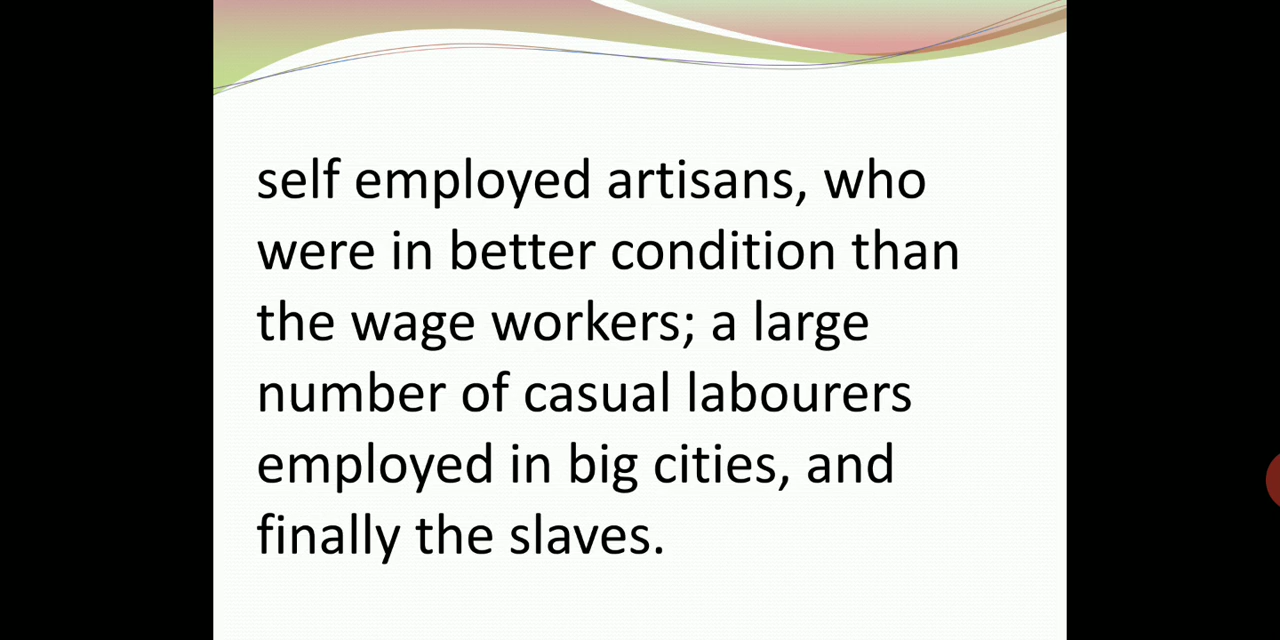 self employed artisans, who
were in better condition than
the wage workers; a large
number of casual labourers
employed in big cities, and
finally the slaves.